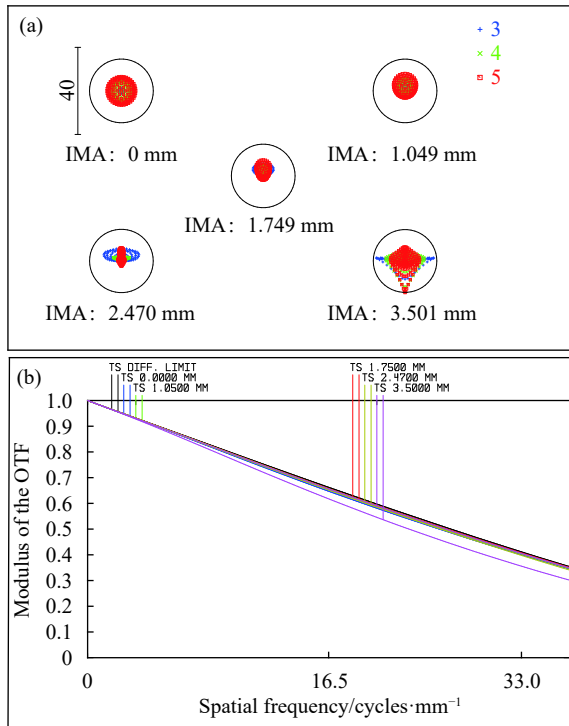 (a)
+ 3
× 4
5
40
IMA: 0 mm
IMA: 1.049 mm
IMA: 1.749 mm
IMA: 2.470 mm
IMA: 3.501 mm
(b)
TS DIFF. LIMIT
TS 0.0000 MM
TS 1.0500 MM
TS 1.7500 MM
TS 2.4700 MM
TS 3.5000 MM
1.0
0.9
0.8
0.7
0.6
0.5
0.4
0.3
0.2
0.1
0
Modulus of the OTF
0
16.5
33.0
Spatial frequency/cycles·mm⁻¹